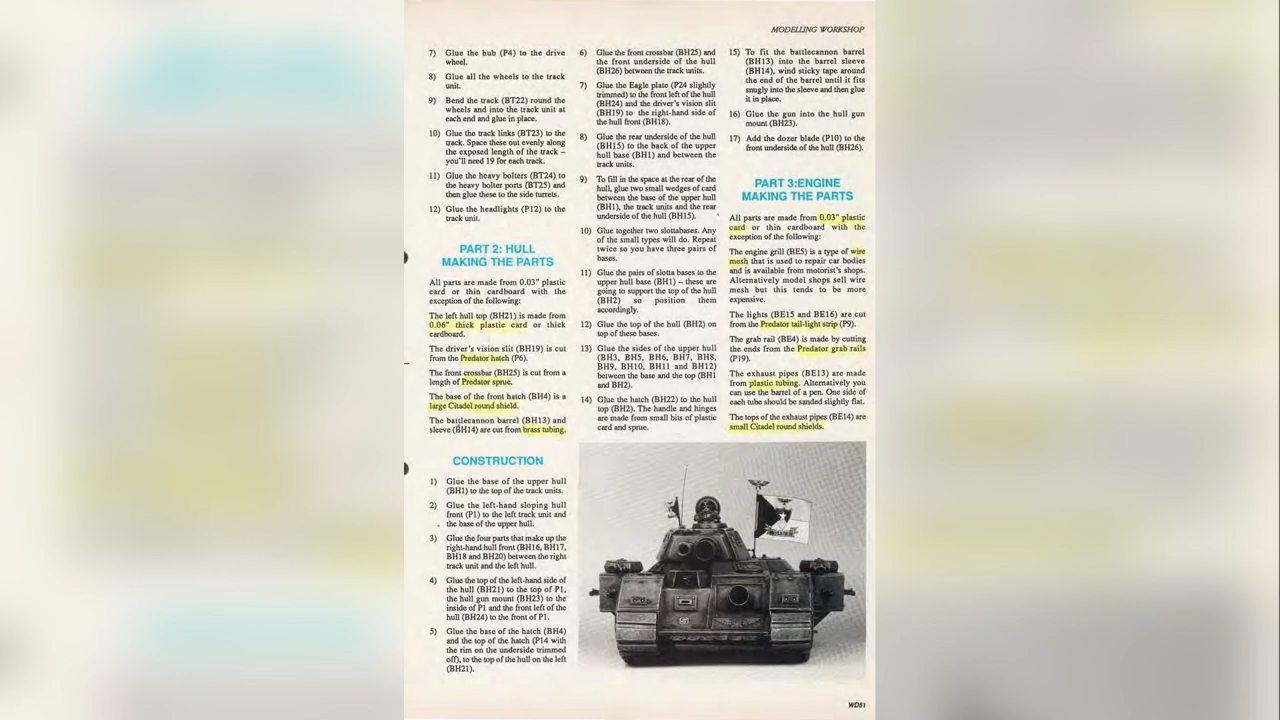 MODELLING WORKSHOP
7) Glue the hub (P4) to the drive
wheel.
8) Glue all the wheels to the track
unit.
9) Bend the track (BT22) round the
wheels and into the track unit at
each end and glue in place.
10) Glue the track links (BT23) to the
track. Space these out evenly along
the exposed length of the track –
you'll need 19 for each track.
11) Glue the heavy bolters (BT24) to
the heavy bolter ports (BT25) and
then glue these to the side turrets.
12) Glue the headlights (P12) to the
track unit.
PART 2: HULL
MAKING THE PARTS
All parts are made from 0.03" plastic
card or thin cardboard with the
exception of the following:
The left hull top (BH21) is made from
0.06" thick plastic card or thick
cardboard.
The driver's vision slit (BH19) is cut
from the Predator hatch (P6).
The front crossbar (BH25) is cut from a
length of Predator sprue.
The base of the front hatch (BH4) is a
large Citadel round shield.
The battlecannon barrel (BH13) and
sleeve (BH14) are cut from brass tubing.
CONSTRUCTION
1) Glue the base of the upper hull
(BH1) to the top of the track units.
2) Glue the left-hand sloping hull
front (P1) to the left track unit and
the base of the upper hull.
3) Glue the four parts that make up the
right-hand hull front (BH16, BH17,
BH18 and BH20) between the right
track unit and the left hull.
4) Glue the top of the left-hand side of
the hull (BH21) to the top of P1,
the hull gun mount (BH23) to the
inside of P1 and the front left of the
hull (BH24) to the front of P1.
5) Glue the base of the hatch (BH4)
and the top of the hatch (P14 with
the rim on the underside trimmed
off), to the top of the hull on the left
(BH21).
6) Glue the front crossbar (BH25) and
the front underside of the hull
(BH26) between the track units.
7) Glue the Eagle plate (P24 slightly
trimmed) to the front left of the hull
(BH24) and the driver's vision slit
(BH19) to the right-hand side of
the hull front (BH18).
8) Glue the rear underside of the hull
(BH15) to the back of the upper
hull base (BH1) and between the
track units.
9) To fill in the space at the rear of the
hull, glue two small wedges of card
between the base of the upper hull
(BH1), the track units and the rear
underside of the hull (BH15).
10) Glue together two slottabases. Any
of the small types will do. Repeat
twice so you have three pairs of
bases.
11) Glue the pairs of slotta bases to the
upper hull base (BH1) – these are
going to support the top of the hull
(BH2) so position them
accordingly.
12) Glue the top of the hull (BH2) on
top of these bases.
13) Glue the sides of the upper hull
(BH3, BH5, BH6, BH7, BH8,
BH9, BH10, BH11 and BH12)
between the base and the top (BH1
and BH2).
14) Glue the hatch (BH22) to the hull
top (BH2). The handle and hinges
are made from small bits of plastic
card and sprue.
15) To fit the battlecannon barrel
(BH13) into the barrel sleeve
(BH14), wind sticky tape around
the end of the barrel until it fits
snugly into the sleeve and then glue
it in place.
16) Glue the gun into the hull gun
mount (BH23).
17) Add the dozer blade (P10) to the
front underside of the hull (BH26).
PART 3:ENGINE
MAKING THE PARTS
All parts are made from 0.03" plastic
card or thin cardboard with the
exception of the following:
The engine grill (BE5) is a type of wire
mesh that is used to repair car bodies
and is available from motorist's shops.
Alternatively model shops sell wire
mesh but this tends to be more
expensive.
The lights (BE15 and BE16) are cut
from the Predator tail-light strip (P9).
The grab rail (BE4) is made by cutting
the ends from the Predator grab rails
(P19).
The exhaust pipes (BE13) are made
from plastic tubing. Alternatively you
can use the barrel of a pen. One side of
each tube should be sanded slightly flat.
The tops of the exhaust pipes (BE14) are
small Citadel round shields.
WD51